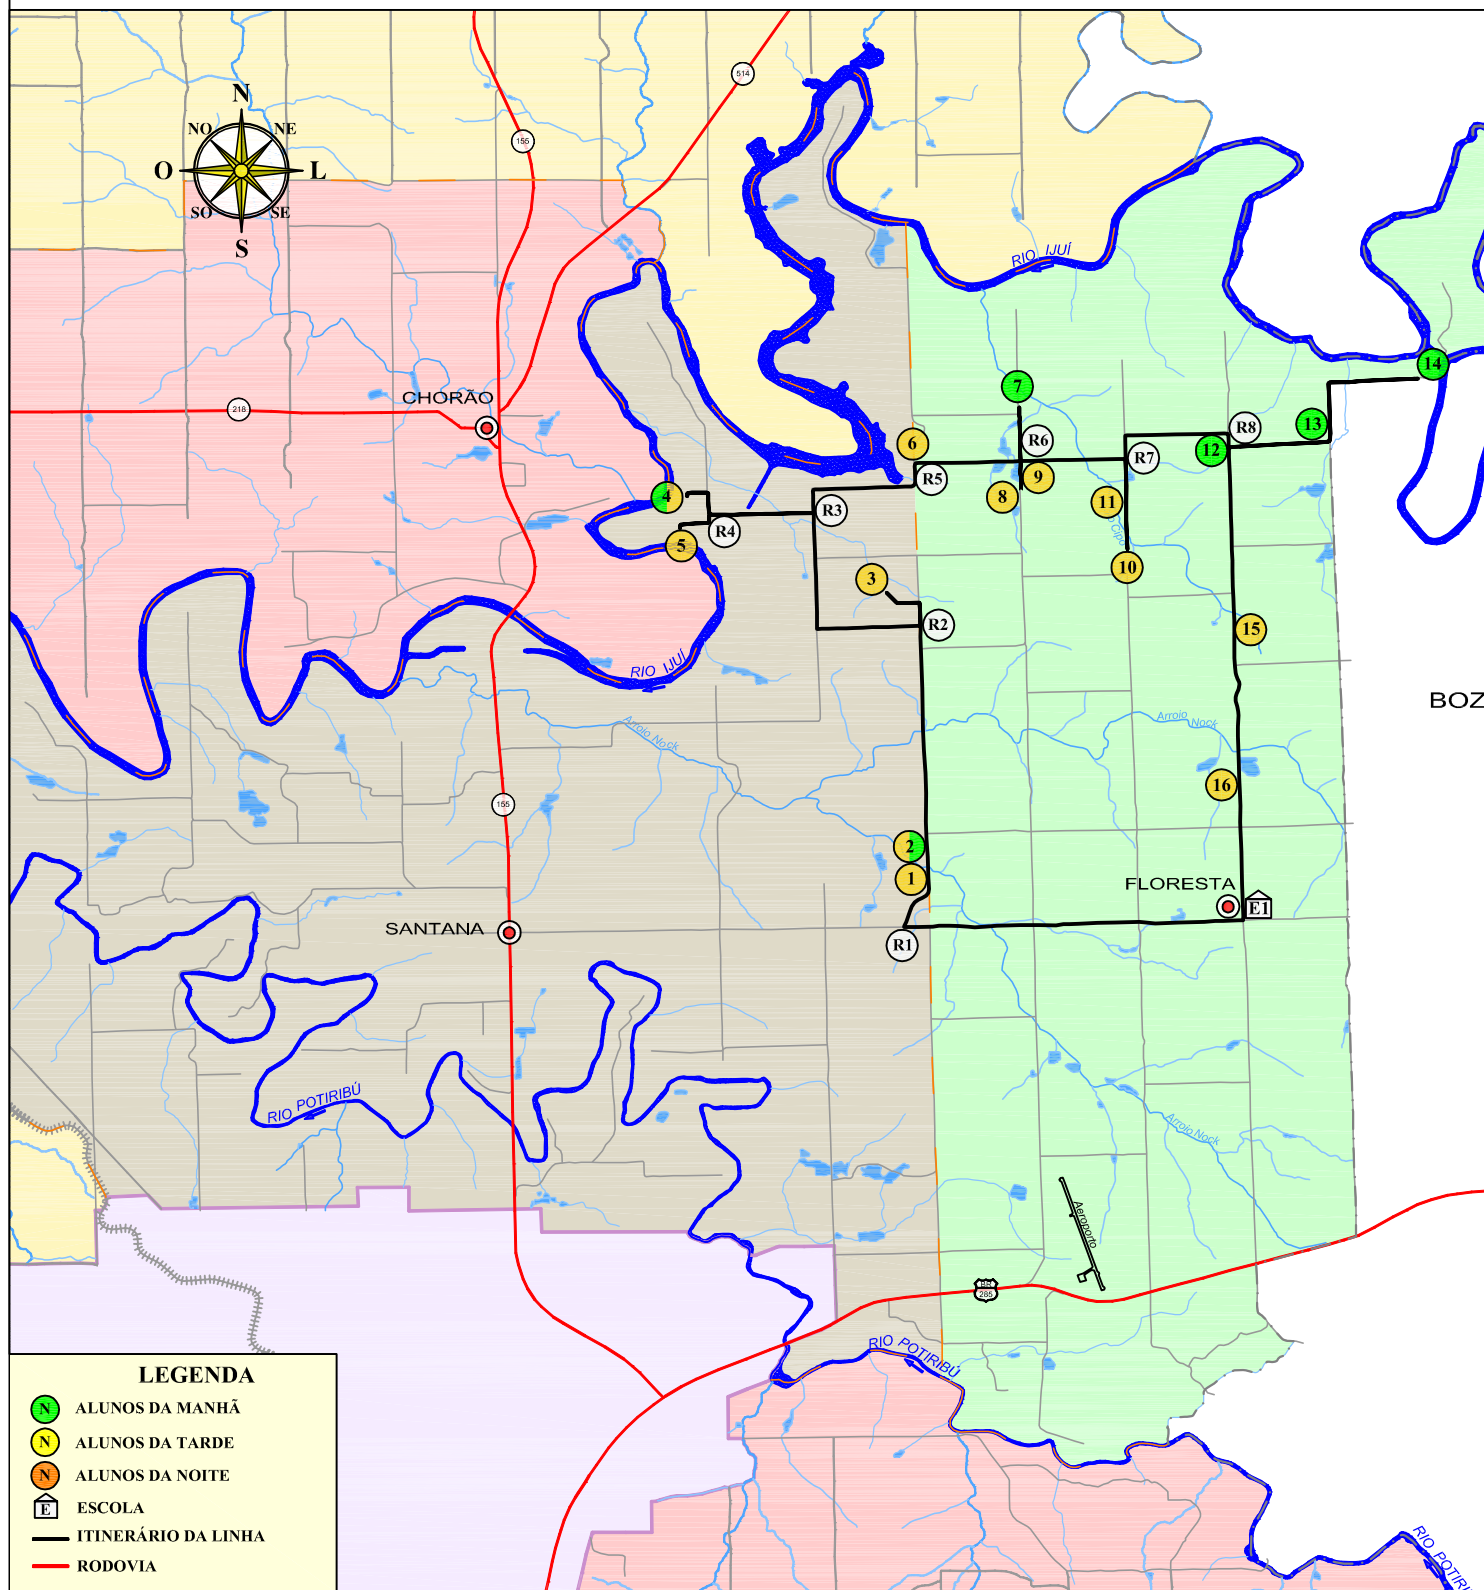 N
NO
NE
O
L
SO
SE
S
155
514
RIO IJUÍ
218
CHORÃO
14
7
6
R6
R8
13
12
R7
R5
9
8
11
4
R3
R4
5
10
3
R2
15
RIO IJUÍ
BOZ
Arroio Nock
Arroio Nock
16
155
2
1
FLORESTA
E1
SANTANA
R1
RIO POTIRIBÚ
Arroio Nock
Aeroporto
BR
285
RIO POTIRIBÚ
LEGENDA
N ALUNOS DA MANHÃ
N ALUNOS DA TARDE
N ALUNOS DA NOITE
E ESCOLA
ITINERÁRIO DA LINHA
RODOVIA
RIO POTIRI